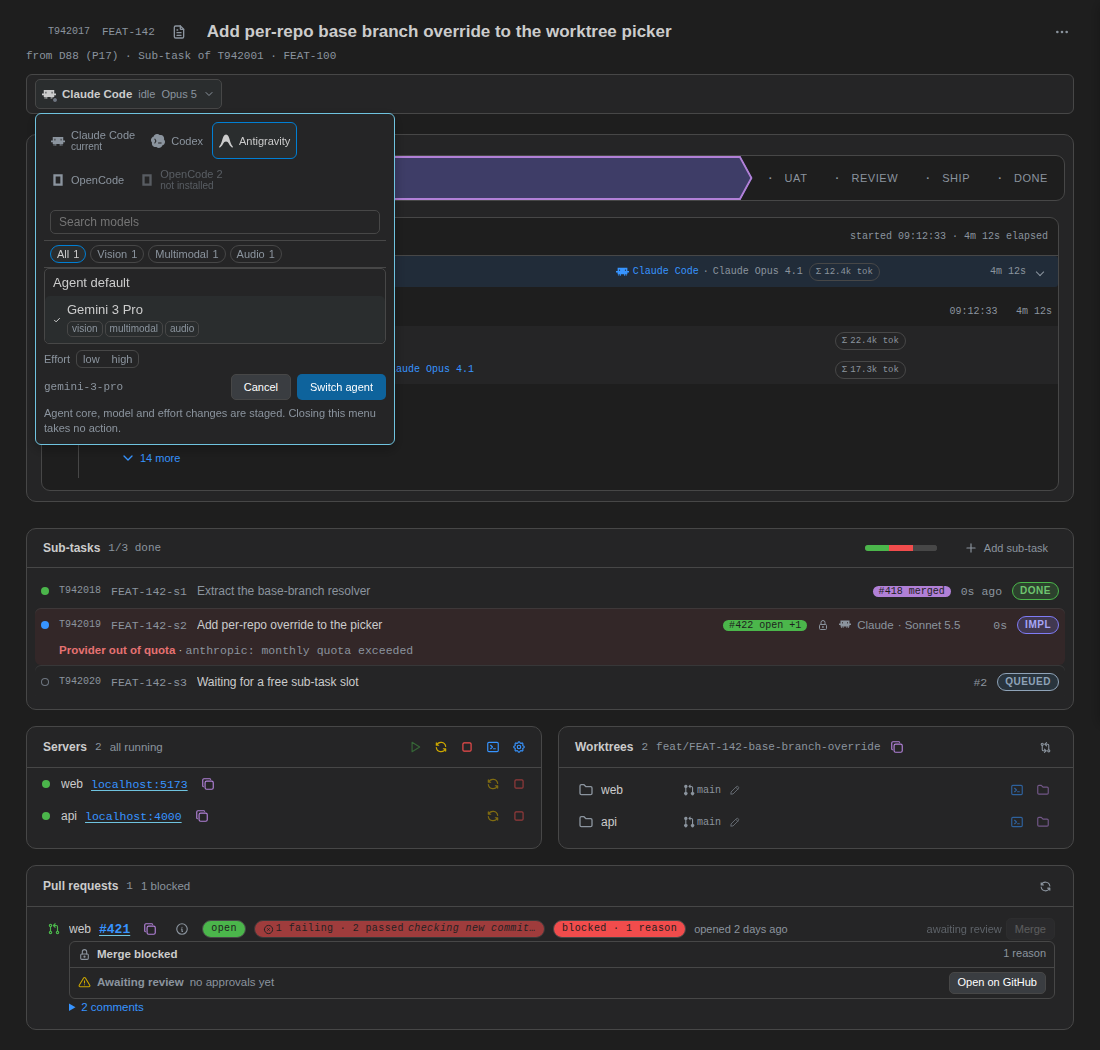 T942017 FEAT-142 Add per-repo base branch override to the worktree picker
from D88 (P17) · Sub-task of T942001 · FEAT-100
Claude Code idle Opus 5
Claude Code
current
Codex
Antigravity
OpenCode
OpenCode 2
not installed
Search models
All 1 Vision 1 Multimodal 1 Audio 1
Agent default
Gemini 3 Pro
vision multimodal audio
Effort low high
gemini-3-pro Cancel Switch agent
Agent core, model and effort changes are staged. Closing this menu
takes no action.
· UAT · REVIEW · SHIP · DONE
started 09:12:33 · 4m 12s elapsed
Claude Code · Claude Opus 4.1 Σ 12.4k tok 4m 12s
09:12:33 4m 12s
Σ 22.4k tok
aude Opus 4.1 Σ 17.3k tok
14 more
Sub-tasks 1/3 done Add sub-task
T942018 FEAT-142-s1 Extract the base-branch resolver #418 merged 0s ago DONE
T942019 FEAT-142-s2 Add per-repo override to the picker #422 open +1 Claude · Sonnet 5.5 0s IMPL
Provider out of quota · anthropic: monthly quota exceeded
T942020 FEAT-142-s3 Waiting for a free sub-task slot #2 QUEUED
Servers 2 all running
web localhost:5173
api localhost:4000
Worktrees 2 feat/FEAT-142-base-branch-override
web main
api main
Pull requests 1 1 blocked
web #421 open 1 failing · 2 passed checking new commit… blocked · 1 reason opened 2 days ago awaiting review Merge
Merge blocked 1 reason
Awaiting review no approvals yet Open on GitHub
2 comments